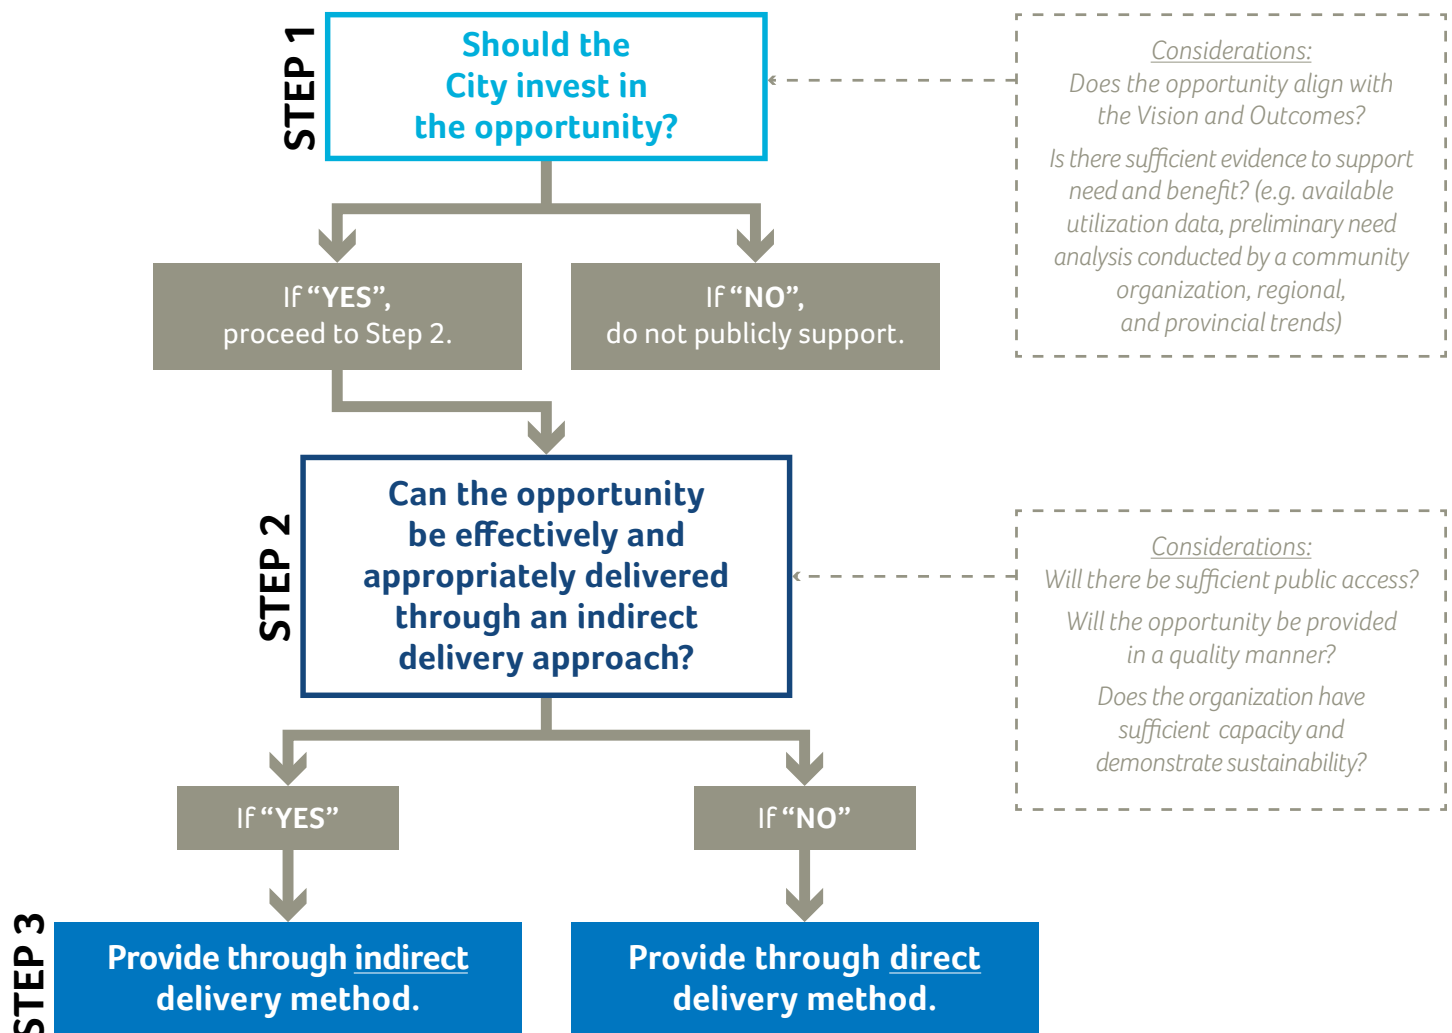 STEP 1
Should the
City invest in
the opportunity?
Considerations:
Does the opportunity align with
the Vision and Outcomes?
Is there sufficient evidence to support
need and benefit? (e.g. available
utilization data, preliminary need
analysis conducted by a community
organization, regional,
and provincial trends)
If “YES”,
proceed to Step 2.
If “NO”,
do not publicly support.
STEP 2
Can the opportunity
be effectively and
appropriately delivered
through an indirect
delivery approach?
Considerations:
Will there be sufficient public access?
Will the opportunity be provided
in a quality manner?
Does the organization have
sufficient capacity and
demonstrate sustainability?
If “YES”
If “NO”
STEP 3
Provide through indirect
delivery method.
Provide through direct
delivery method.